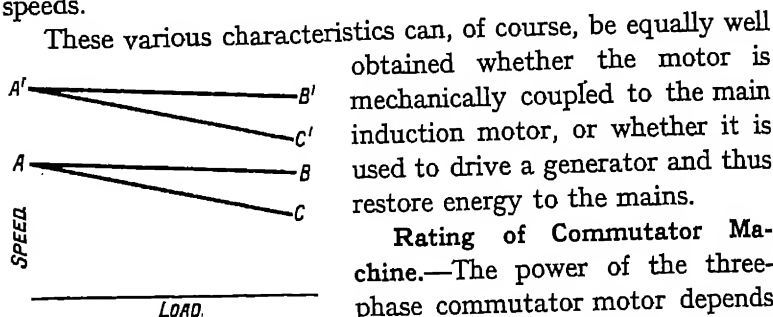 speeds.
These various characteristics can, of course, be equally well
obtained whether the motor is
mechanically coupled to the main
induction motor, or whether it is
used to drive a generator and thus
restore energy to the mains.
Rating of Commutator Ma-
chine.—The power of the three-
phase commutator motor depends
A'
B'
C'
A
B
C
SPEED.
LOAD.